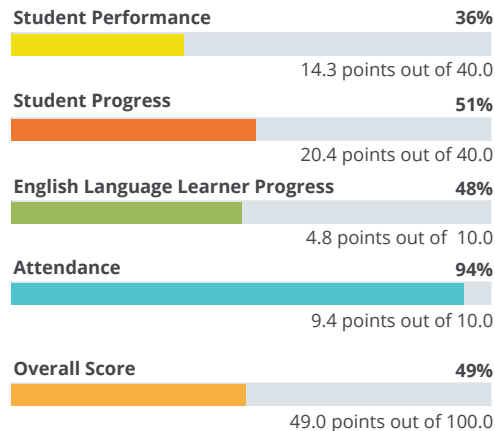 Student Performance 36%
14.3 points out of 40.0
Student Progress 51%
20.4 points out of 40.0
English Language Learner Progress 48%
4.8 points out of 10.0
Attendance 94%
9.4 points out of 10.0
Overall Score 49%
49.0 points out of 100.0